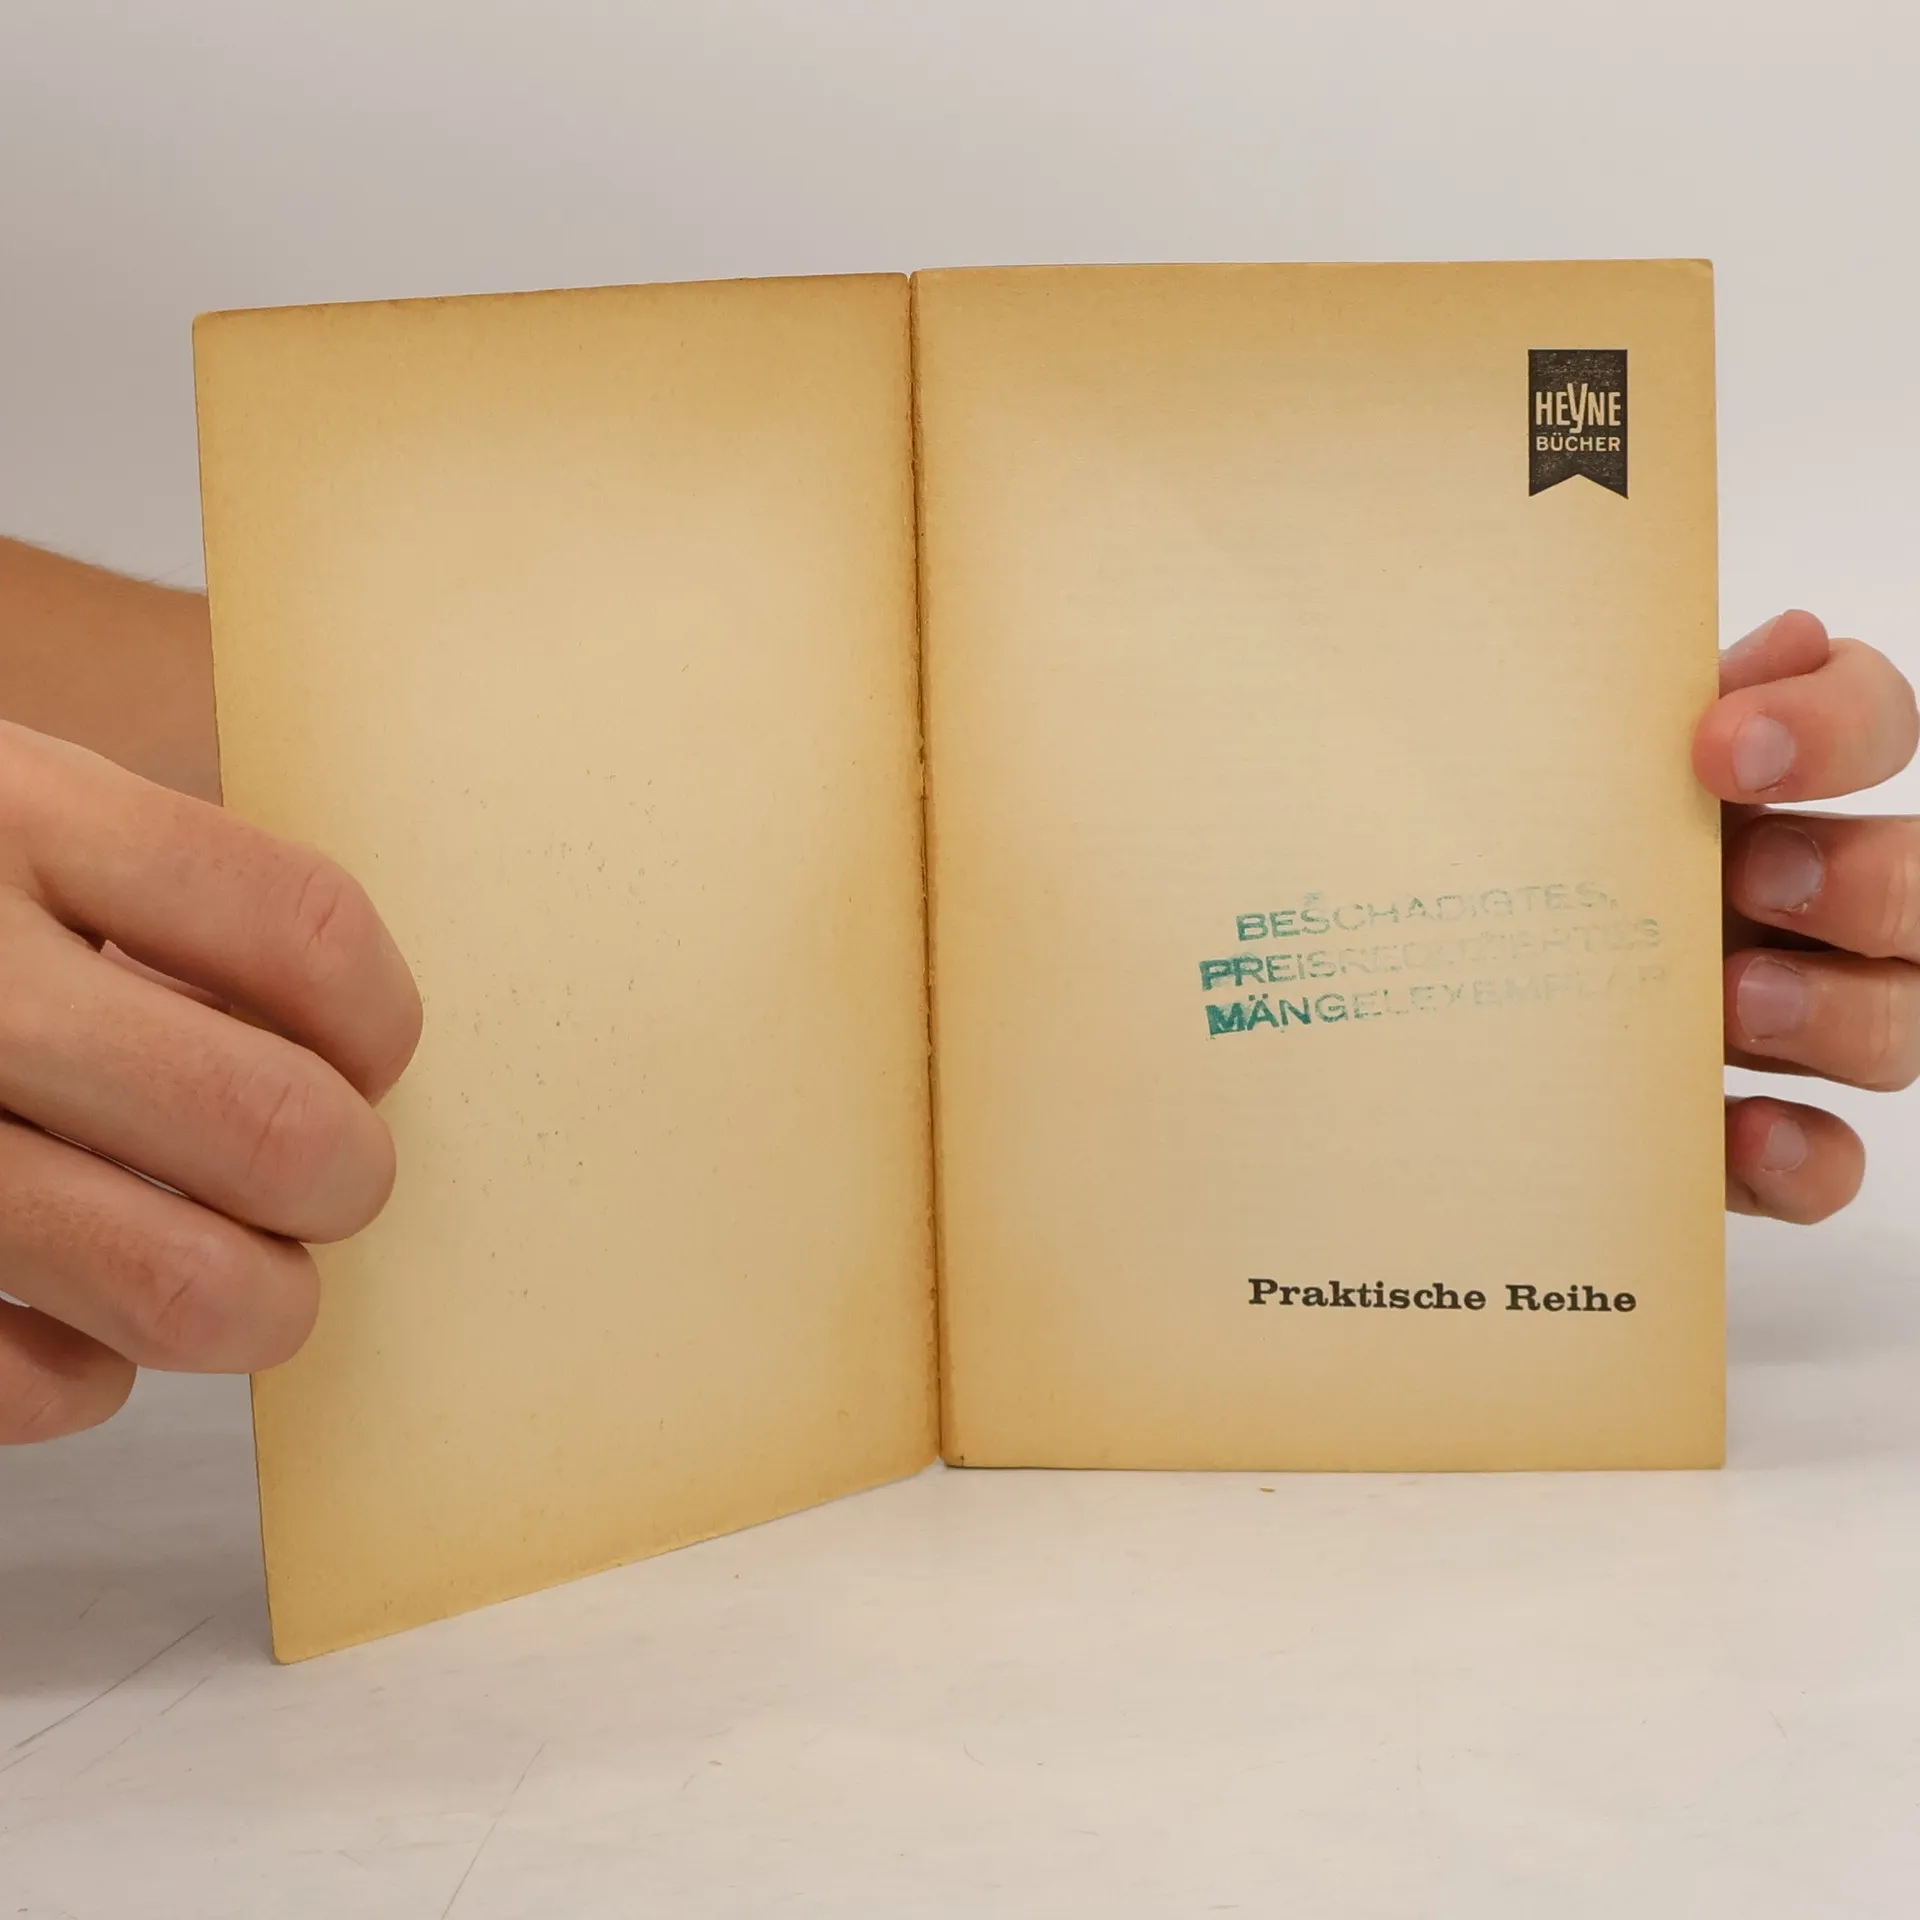 HEYNE
BÜCHER
BESCHÄDIGTES,
PREISREDUZIERTES
MÄNGELEXEMPLAR
Praktische Reihe